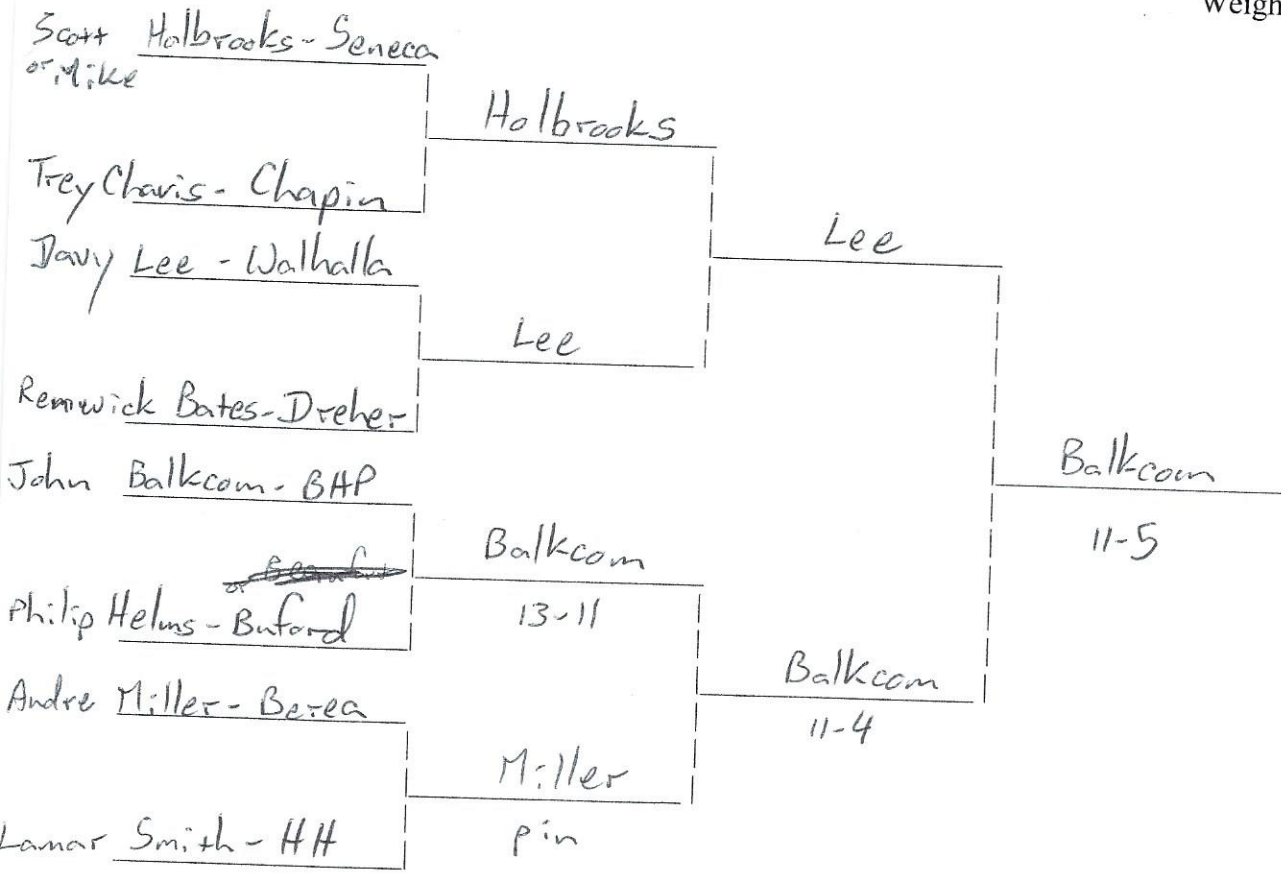 Weigh
Scott Holbrooks - Seneca
or Mike
Holbrooks
Trey Chavis - Chapin
Davy Lee - Walhalla
Lee
Lee
Remwick Bates - Dreher
John Balkcom - BHP
Balkcom
11-5
Balkcom
13-11
or
Philip Helms - Buford
Andre Miller - Berea
Balkcom
11-4
Miller
pin
Lamar Smith - HH